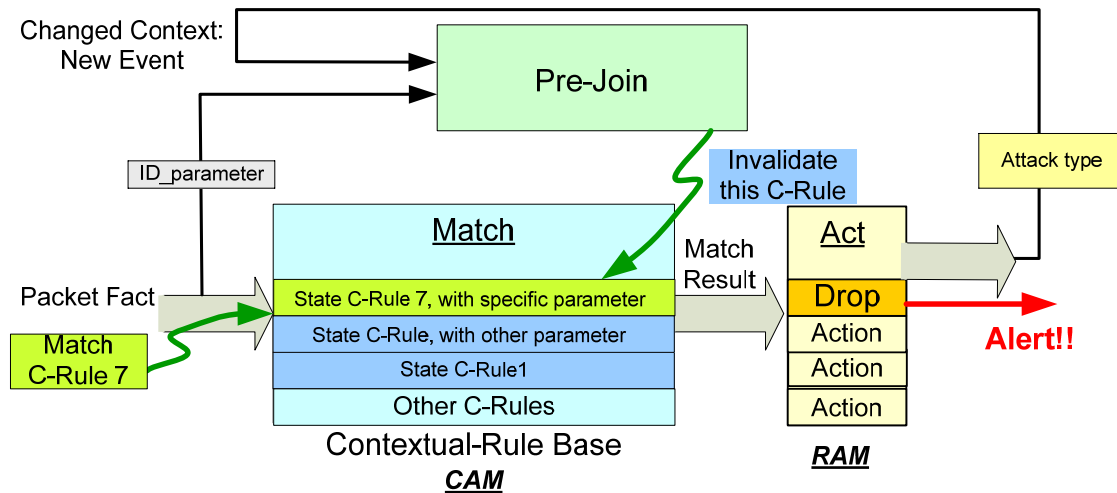 Changed Context:
New Event
Pre-Join
ID_parameter
Invalidate
this C-Rule
Attack type
Match
Act
Match
Result
Packet Fact
State C-Rule 7, with specific parameter
Drop
Match
C-Rule 7
State C-Rule, with other parameter
Action
Alert!!
State C-Rule1
Action
Other C-Rules
Action
Contextual-Rule Base
CAM
RAM